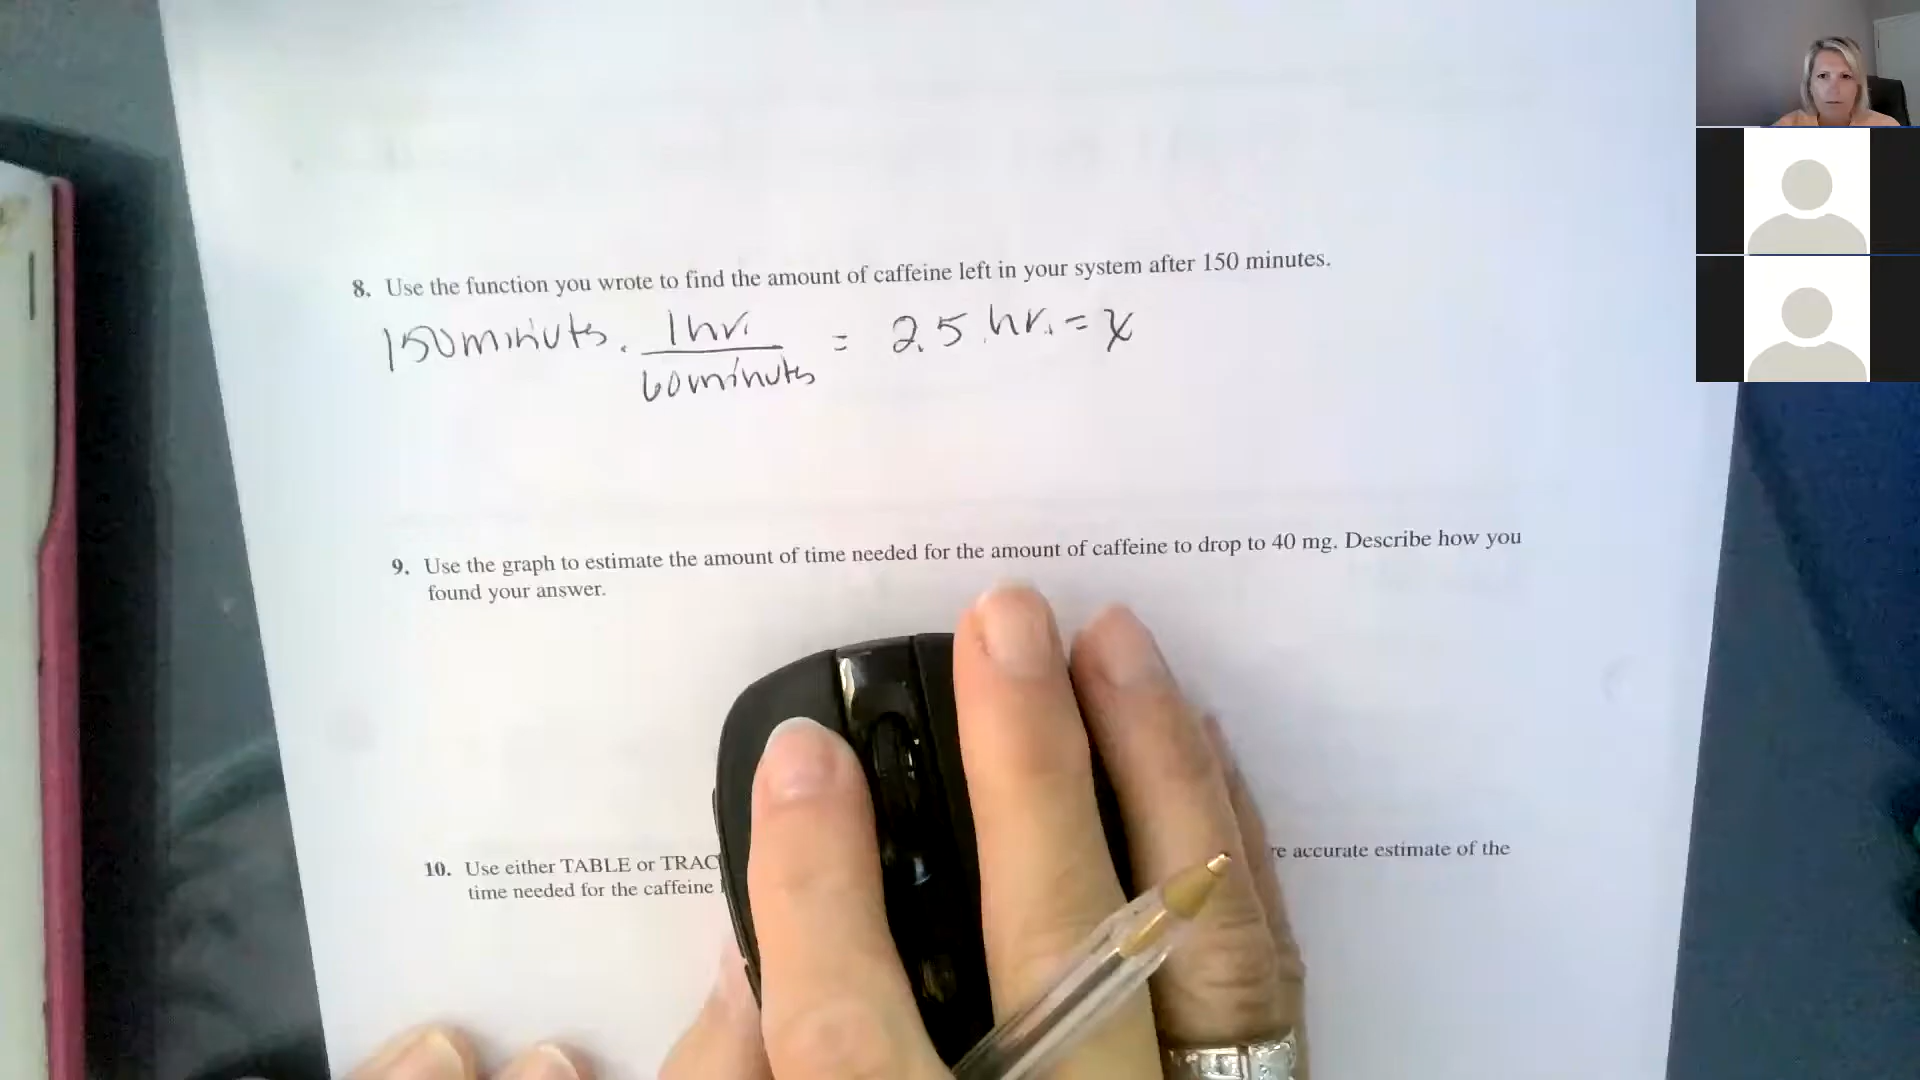 8. Use the function you wrote to find the amount of caffeine left in your system after 150 minutes.
150 minuts . 1 hr. / 60 minuts = 2.5 hr. = x
9. Use the graph to estimate the amount of time needed for the amount of caffeine to drop to 40 mg. Describe how you
found your answer.
10. Use either TABLE or TRAC re accurate estimate of the
time needed for the caffeine